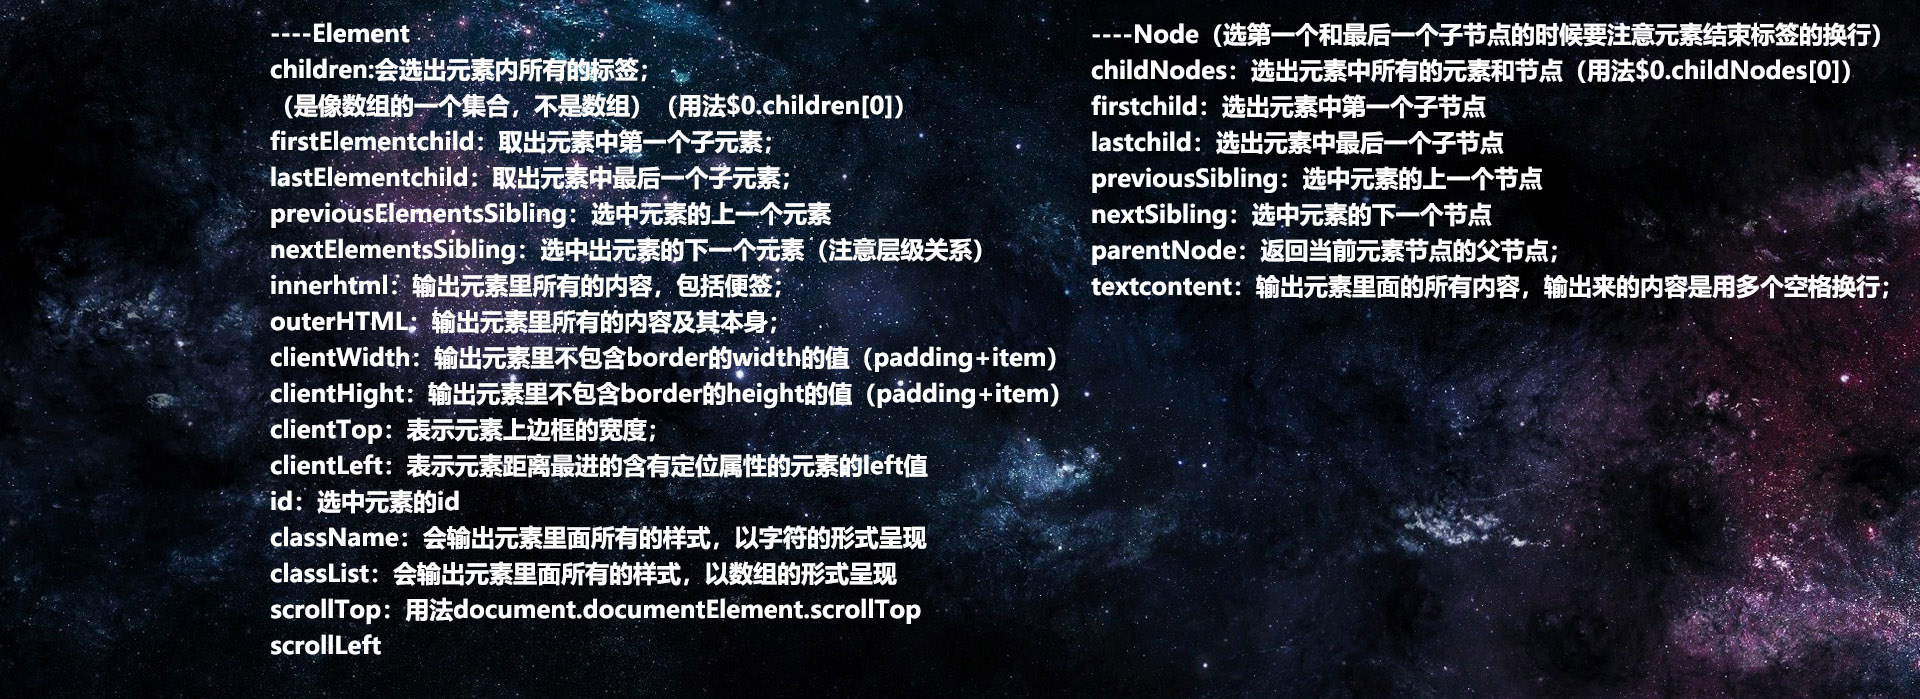 ----Element
children:会选出元素内所有的标签；
（是像数组的一个集合，不是数组）（用法$0.children[0]）
firstElementchild：取出元素中第一个子元素；
lastElementchild：取出元素中最后一个子元素；
previousElementsSibling：选中元素的上一个元素
nextElementsSibling：选中出元素的下一个元素（注意层级关系）
innerhtml：输出元素里所有的内容，包括便签；
outerHTML：输出元素里所有的内容及其本身；
clientWidth：输出元素里不包含border的width的值（padding+item）
clientHight：输出元素里不包含border的height的值（padding+item）
clientTop：表示元素上边框的宽度；
clientLeft：表示元素距离最进的含有定位属性的元素的left值
id：选中元素的id
className：会输出元素里面所有的样式，以字符的形式呈现
classList：会输出元素里面所有的样式，以数组的形式呈现
scrollTop：用法document.documentElement.scrollTop
scrollLeft
----Node（选第一个和最后一个子节点的时候要注意元素结束标签的换行）
childNodes：选出元素中所有的元素和节点（用法$0.childNodes[0]）
firstchild：选出元素中第一个子节点
lastchild：选出元素中最后一个子节点
previousSibling：选中元素的上一个节点
nextSibling：选中元素的下一个节点
parentNode：返回当前元素节点的父节点；
textcontent：输出元素里面的所有内容，输出来的内容是用多个空格换行；